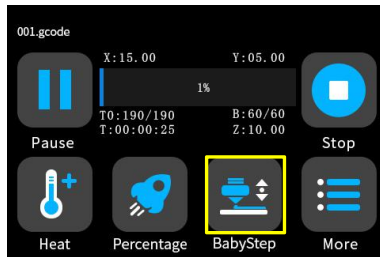 001.gcode
X:15.00 Y:05.00
1%
T0:190/190 B:60/60
T:00:00:25 Z:10.00
Pause Stop
Heat Percentage BabyStep More